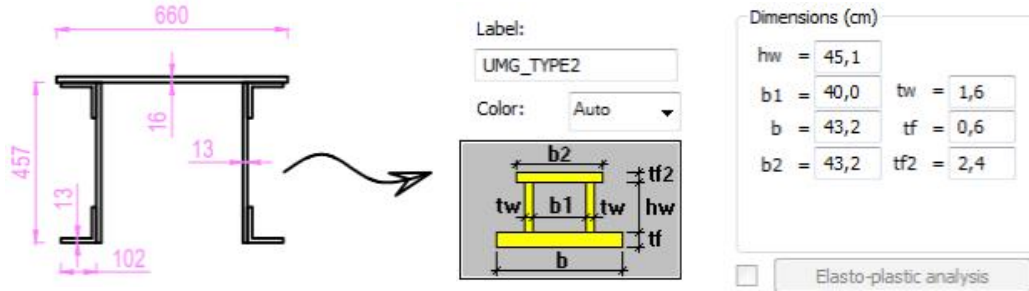 660
457
16
13
13
102
Label:
UMG_TYPE2
Color: Auto
b2
tf2
tw b1 tw hw
tf
b
Dimensions (cm)
hw = 45,1
b1 = 40,0 tw = 1,6
b = 43,2 tf = 0,6
b2 = 43,2 tf2 = 2,4
Elasto-plastic analysis